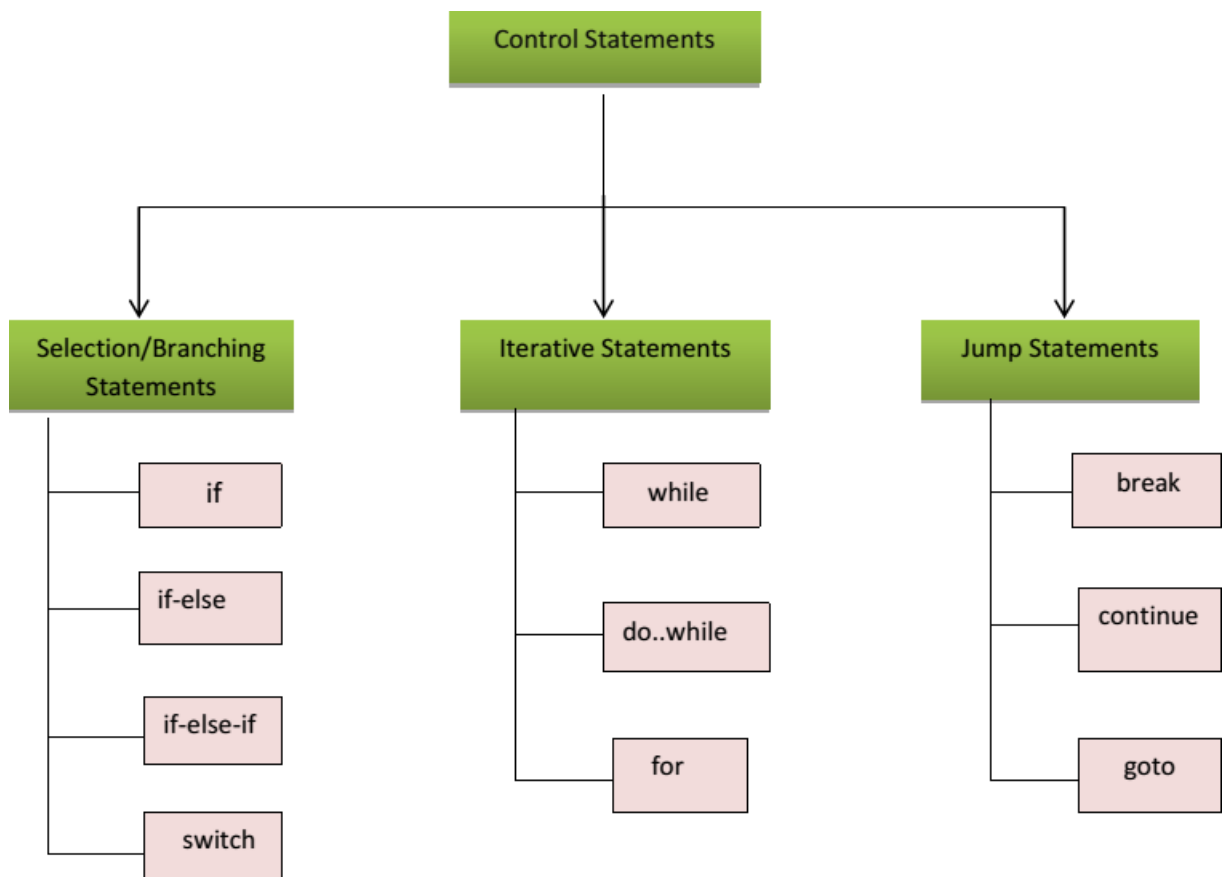 Control Statements
Selection/Branching
Statements
if
if-else
if-else-if
switch
Iterative Statements
while
do..while
for
Jump Statements
break
continue
goto